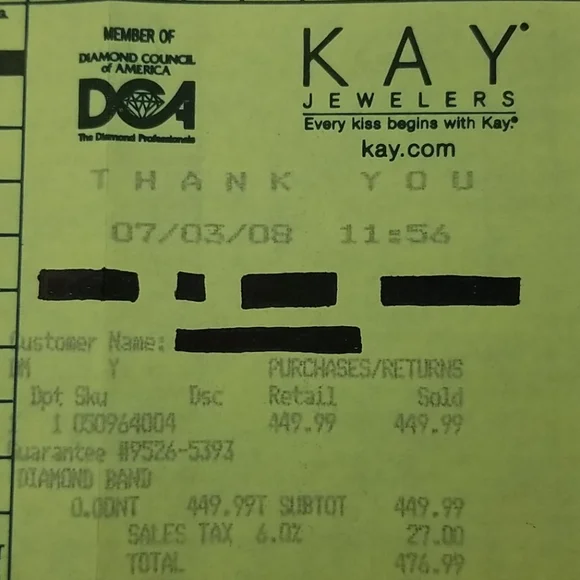 MEMBER OF
DIAMOND COUNCIL
of AMERICA
DCA
The Diamond Professionals
KAY
JEWELERS
Every kiss begins with Kay.®
kay.com
THANK YOU
07/03/08 11:56
ustomer Name:
Y PURCHASES/RETURNS
Dpt Sku Dsc Retail Sold
1 050964004 449.99 449.99
uarantee #9526-5393
DIAMOND BAND
0.00NT 449.99T SUBTOT 449.99
SALES TAX 6.0% 27.00
TOTAL 476.99